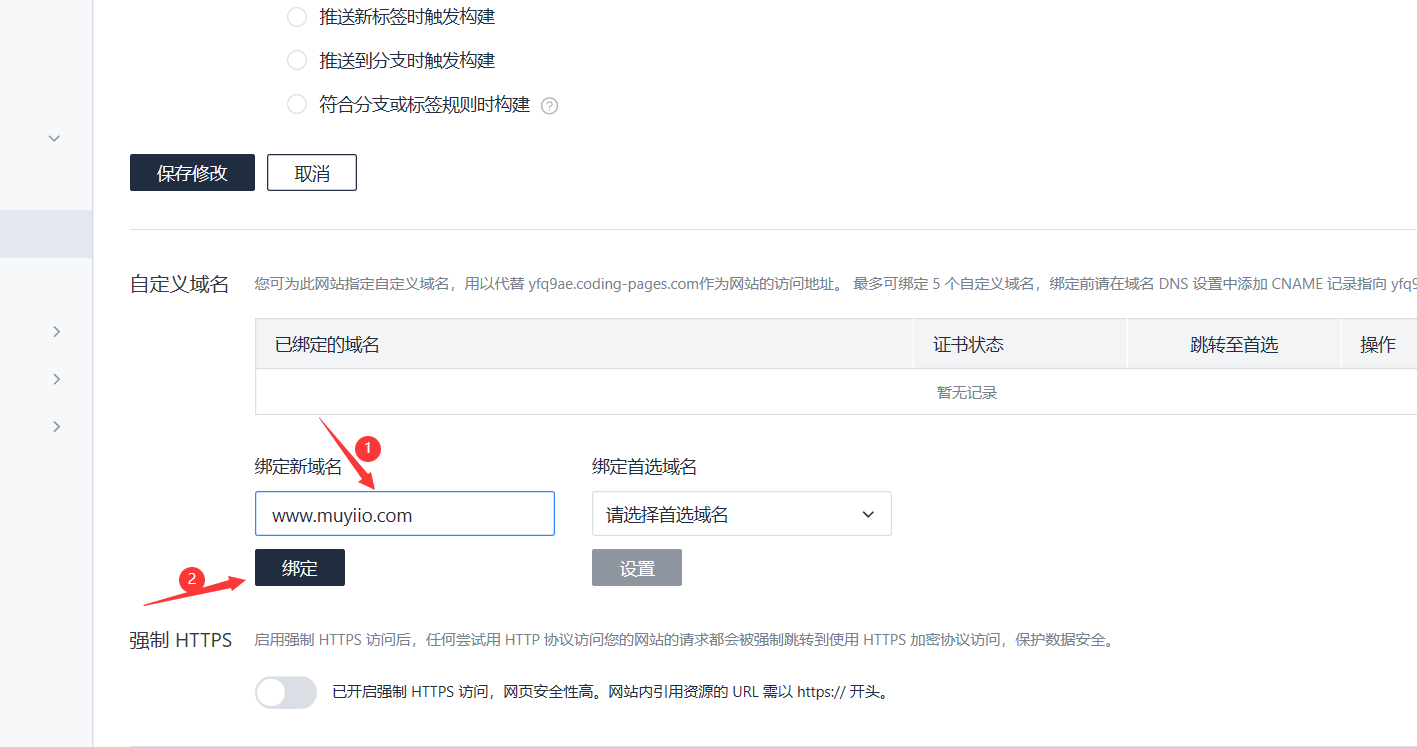 推送新标签时触发构建
推送到分支时触发构建
符合分支或标签规则时构建 ?
保存修改 取消
自定义域名 您可为此网站指定自定义域名，用以代替 yfq9ae.coding-pages.com作为网站的访问地址。 最多可绑定 5 个自定义域名，绑定前请在域名 DNS 设置中添加 CNAME 记录指向 yfq9
已绑定的域名 证书状态 跳转至首选 操作
暂无记录
1
绑定新域名 绑定首选域名
www.muyiio.com 请选择首选域名
2 绑定 设置
强制 HTTPS 启用强制 HTTPS 访问后，任何尝试用 HTTP 协议访问您的网站的请求都会被强制跳转到使用 HTTPS 加密协议访问，保护数据安全。
已开启强制 HTTPS 访问，网页安全性高。网站内引用资源的 URL 需以 https:// 开头。